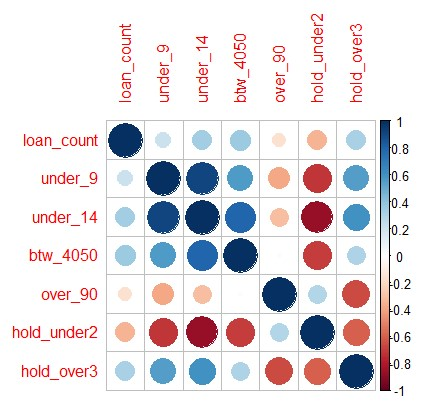 loan_count
under_9
under_14
btw_4050
over_90
hold_under2
hold_over3
loan_count
under_9
under_14
btw_4050
over_90
hold_under2
hold_over3
1
0.8
0.6
0.4
0.2
0
-0.2
-0.4
-0.6
-0.8
-1